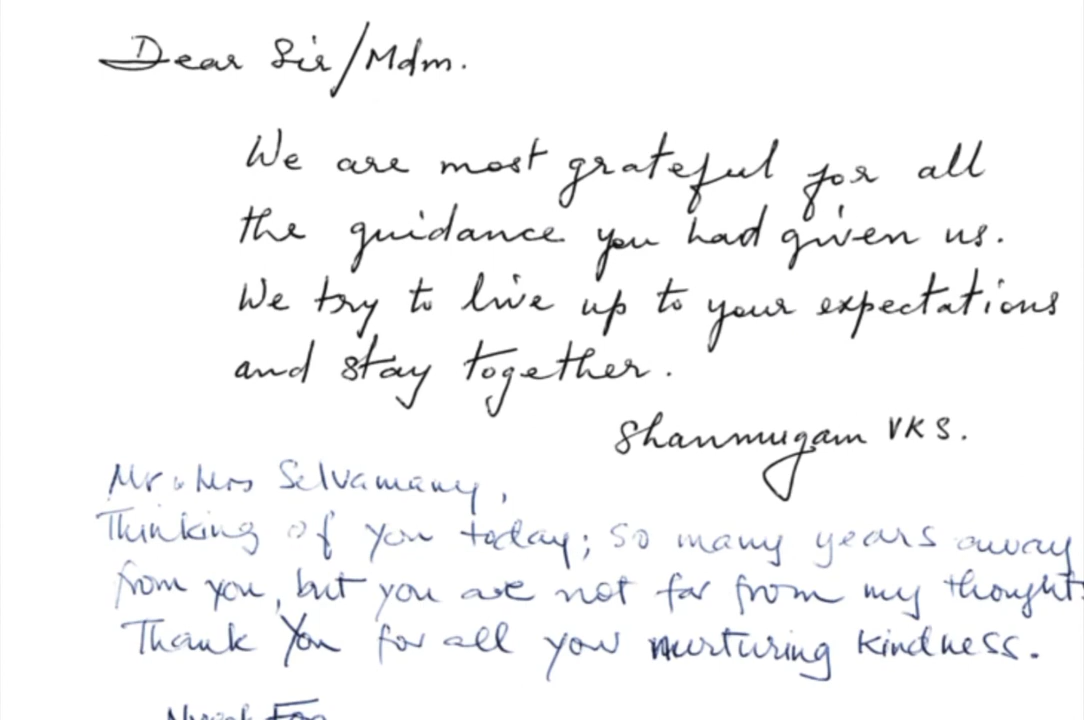 Dear Sir/Mdm.
We are most grateful for all
the guidance you had given us.
We try to live up to your expectations
and stay together.
Shanmugam VKS.
Mr & Mrs Selvamany,
Thinking of you today; so many years away
from you, but you are not far from my thoughts
Thank You for all your nurturing kindness.